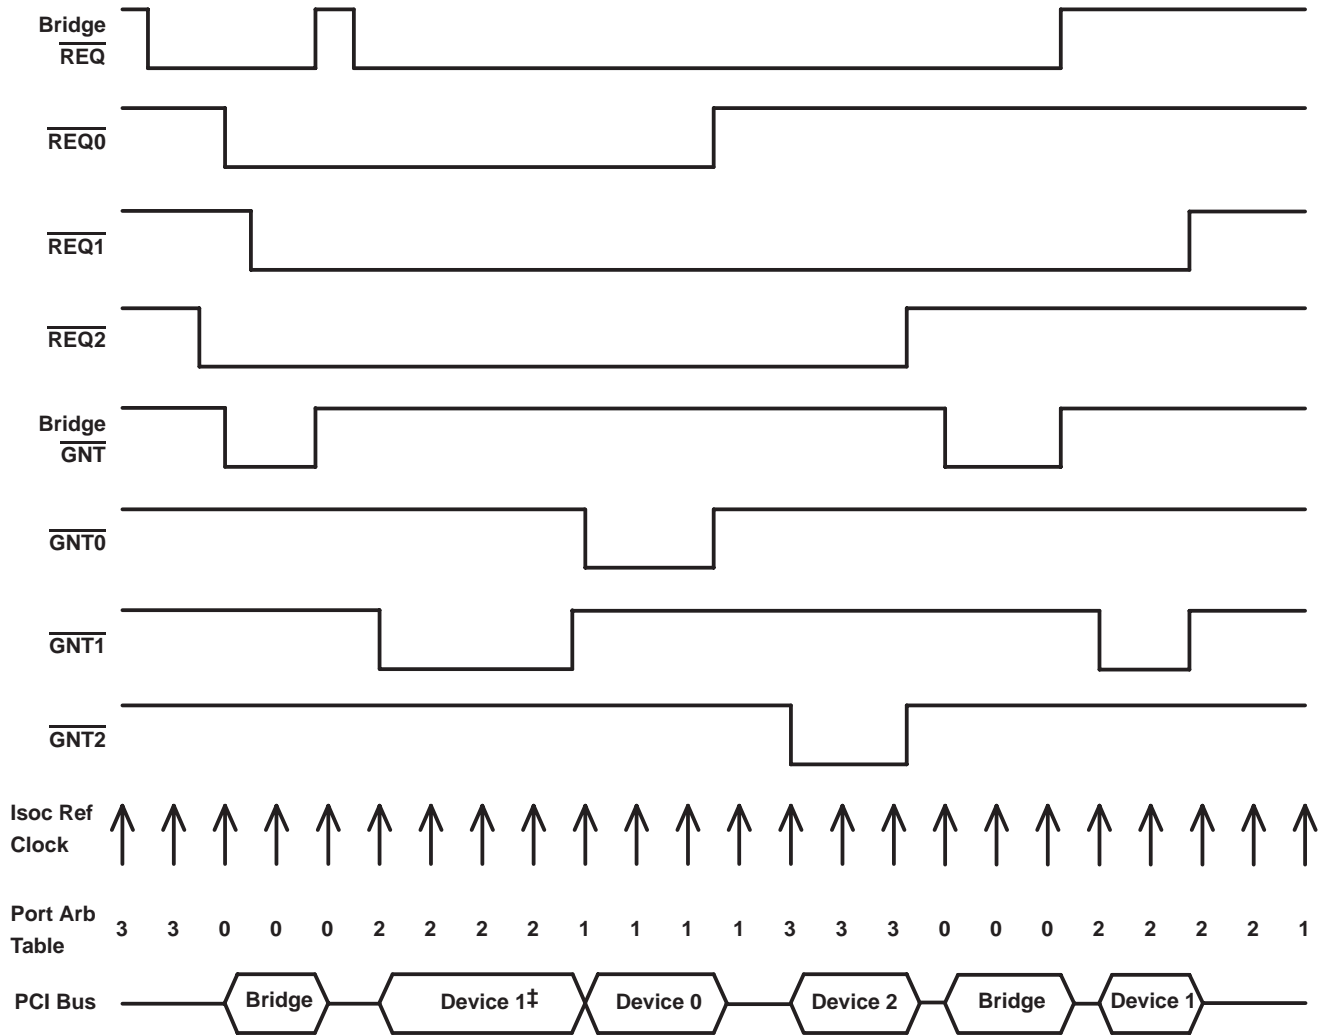 Bridge
REQ
REQ0
REQ1
REQ2
Bridge
GNT
GNT0
GNT1
GNT2
Isoc Ref
Clock
Port Arb
Table
3 3 0 0 0 2 2 2 2 1 1 1 1 3 3 3 0 0 0 2 2 2 2 1
PCI Bus
Bridge Device 1‡ Device 0 Device 2 Bridge Device 1